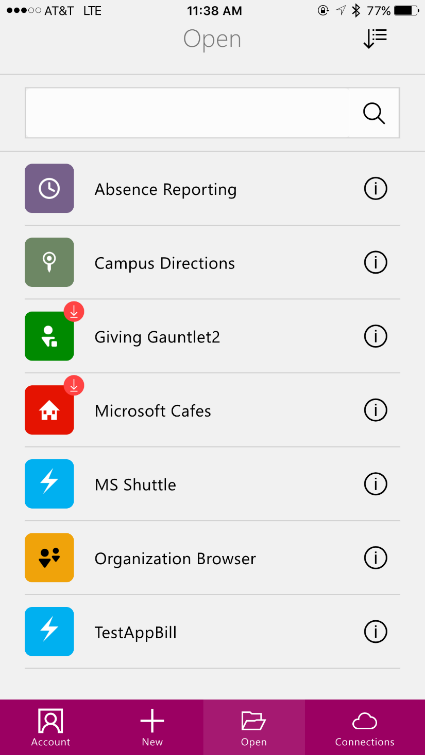 AT&T LTE 11:38 AM 77%
Open
Absence Reporting
Campus Directions
Giving Gauntlet2
Microsoft Cafes
MS Shuttle
Organization Browser
TestAppBill
Account New Open Connections